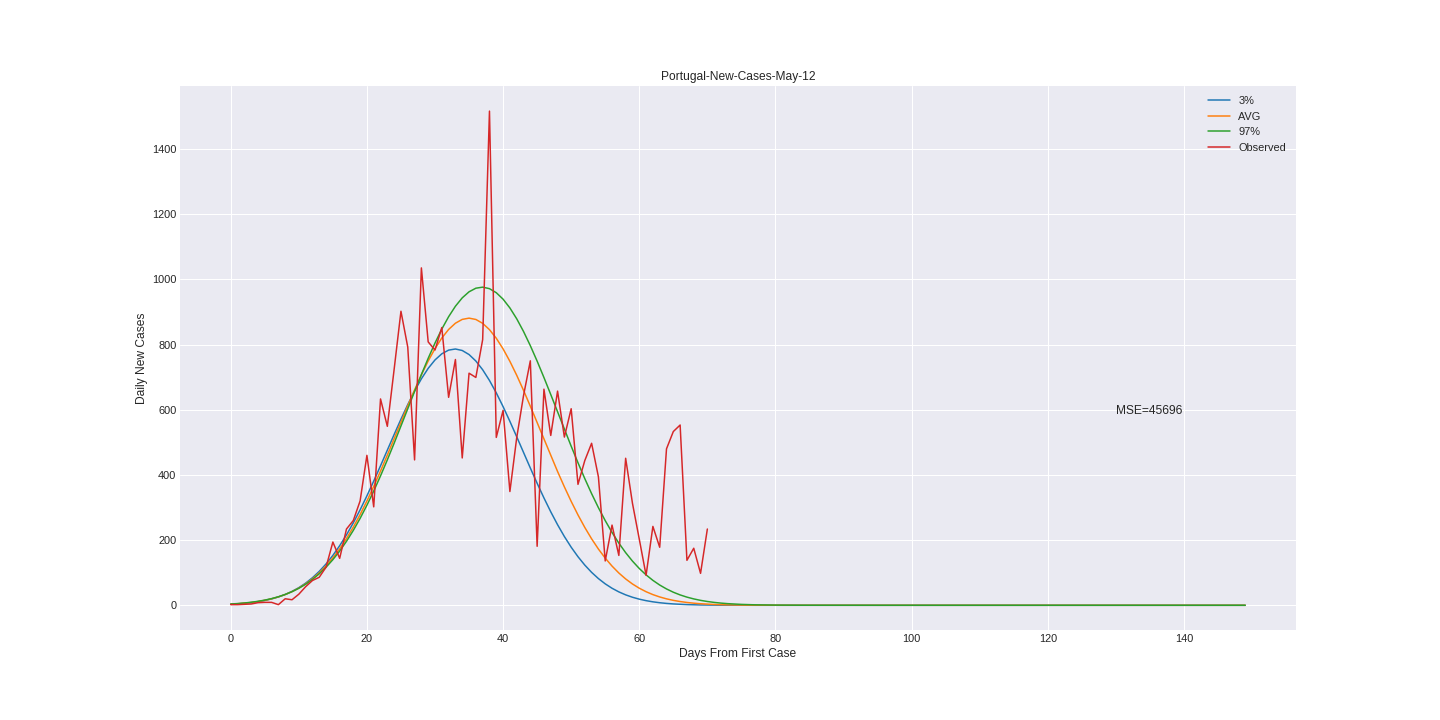 Portugal-New-Cases-May-12
3%
AVG
97%
Observed
1400
1200
1000
800
600
400
200
0
Daily New Cases
MSE=45696
0 20 40 60 80 100 120 140
Days From First Case